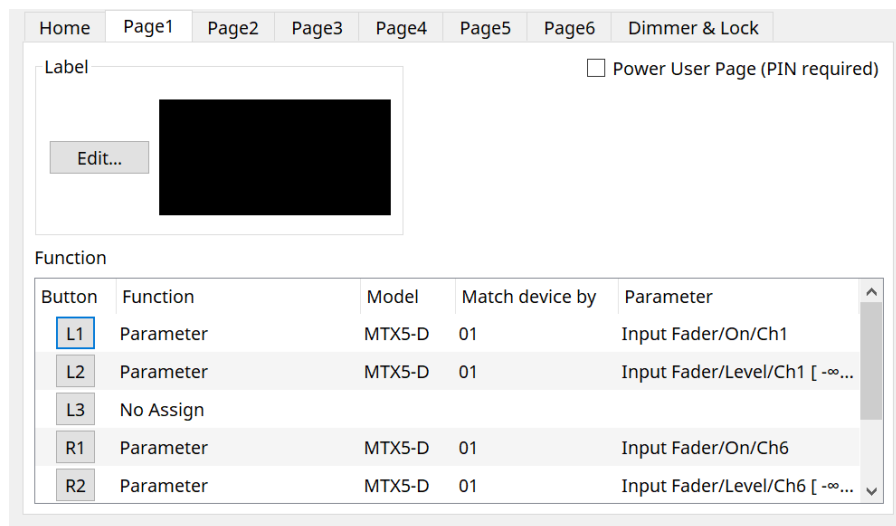 Home Page1 Page2 Page3 Page4 Page5 Page6 Dimmer & Lock
Label
Power User Page (PIN required)
Edit...
Function
Button Function Model Match device by Parameter
L1 Parameter MTX5-D 01 Input Fader/On/Ch1
L2 Parameter MTX5-D 01 Input Fader/Level/Ch1 [ -∞...
L3 No Assign
R1 Parameter MTX5-D 01 Input Fader/On/Ch6
R2 Parameter MTX5-D 01 Input Fader/Level/Ch6 [ -∞...